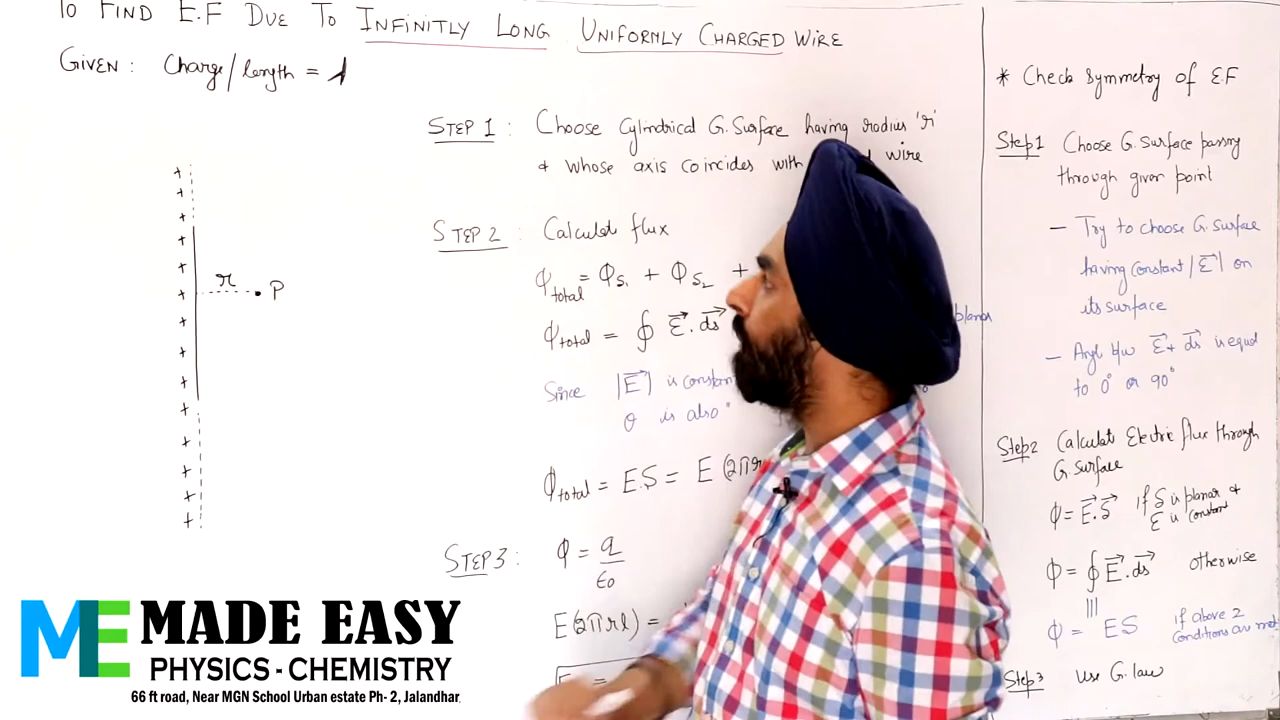 TO FIND E.F DUE TO INFINITLY LONG UNIFORMLY CHARGED WIRE
GIVEN : Charge/length = λ
+
+
+
+
+
+
+
+
+
+
+
+
+
+
r
P
STEP 1 : Choose Cylindrical G. Surface having radius 'r'
& whose axis coincides with wire
STEP 2 : Calculate flux
ϕtotal = ϕS1 + ϕS2 +
ϕtotal = ∮ E⃗. ds⃗
planar
Since |E⃗| is constan
θ is also
ϕtotal = E.S = E (2πr
STEP 3 : ϕ = q/ε0
E(2πrl) =
E =
* Check Symmetry of E.F
Step1 Choose G. Surface passing
through given point
- Try to choose G. Surface
having constant |E⃗| on
its surface
- Angl b/w E⃗ & ds⃗ is equal
to 0° or 90°
Step2 Calculate Electric flux through
G. surface
ϕ = E⃗.S⃗ if S is planar &
E is constant
ϕ = ∮ E⃗.ds⃗ otherwise
ϕ = ES if above 2
Conditions are met
Step3 Use G. law
ME MADE EASY
PHYSICS - CHEMISTRY
66 ft road, Near MGN School Urban estate Ph- 2, Jalandhar